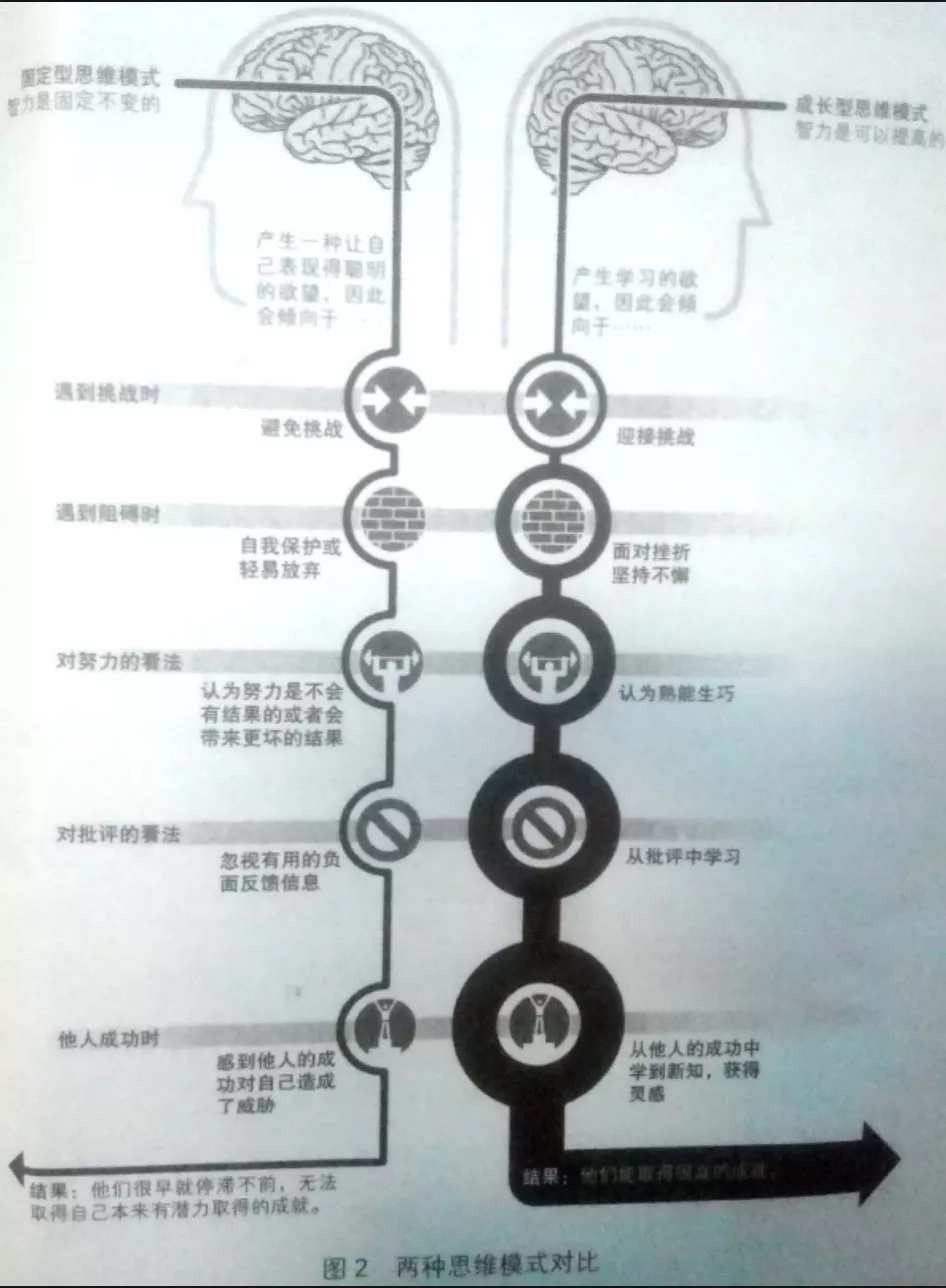 固定型思维模式
智力是固定不变的
成长型思维模式
智力是可以提高的
产生一种让自
己表现得聪明
的欲望，因此
会倾向于……
产生学习的欲
望，因此会倾
向于……
遇到挑战时
避免挑战
迎接挑战
遇到阻碍时
自我保护或
轻易放弃
面对挫折
坚持不懈
对努力的看法
认为努力是不会
有结果的或者会
带来更坏的结果
认为熟能生巧
对批评的看法
忽视有用的负
面反馈信息
从批评中学习
他人成功时
感到他人的成
功对自己造成
了威胁
从他人的成功中
学到新知，获得
灵感
结果：他们很早就停滞不前，无法
取得自己本来有潜力取得的成就。
结果：他们能取得很高的成就。
图 2 两种思维模式对比